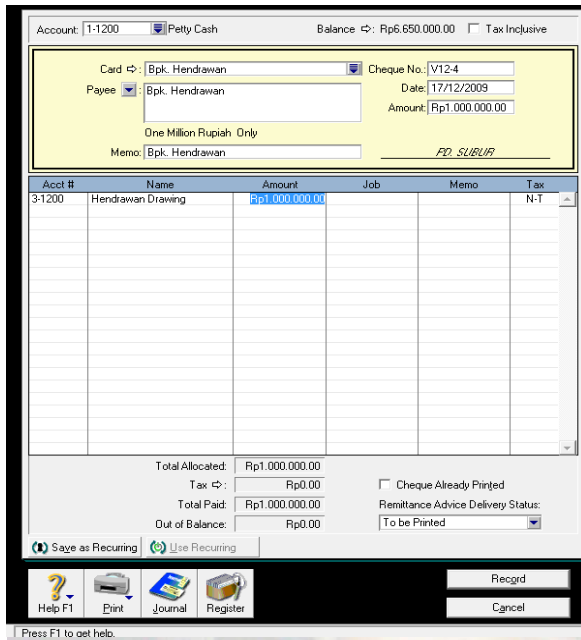 Account: 1-1200 Petty Cash Balance ⇨: Rp6.650.000.00 Tax Inclusive
Card ⇨: Bpk. Hendrawan Cheque No.: V12-4
Payee : Bpk. Hendrawan Date: 17/12/2009
Amount: Rp1.000.000.00
One Million Rupiah Only
Memo: Bpk. Hendrawan PD. SUBUR
Acct # Name Amount Job Memo Tax
3-1200 Hendrawan Drawing Rp1.000.000.00 N-T
Total Allocated: Rp1.000.000.00
Tax ⇨: Rp0.00 Cheque Already Printed
Total Paid: Rp1.000.000.00 Remittance Advice Delivery Status:
Out of Balance: Rp0.00 To be Printed
Save as Recurring Use Recurring
Help F1 Print Journal Register Record
Cancel
Press F1 to get help.